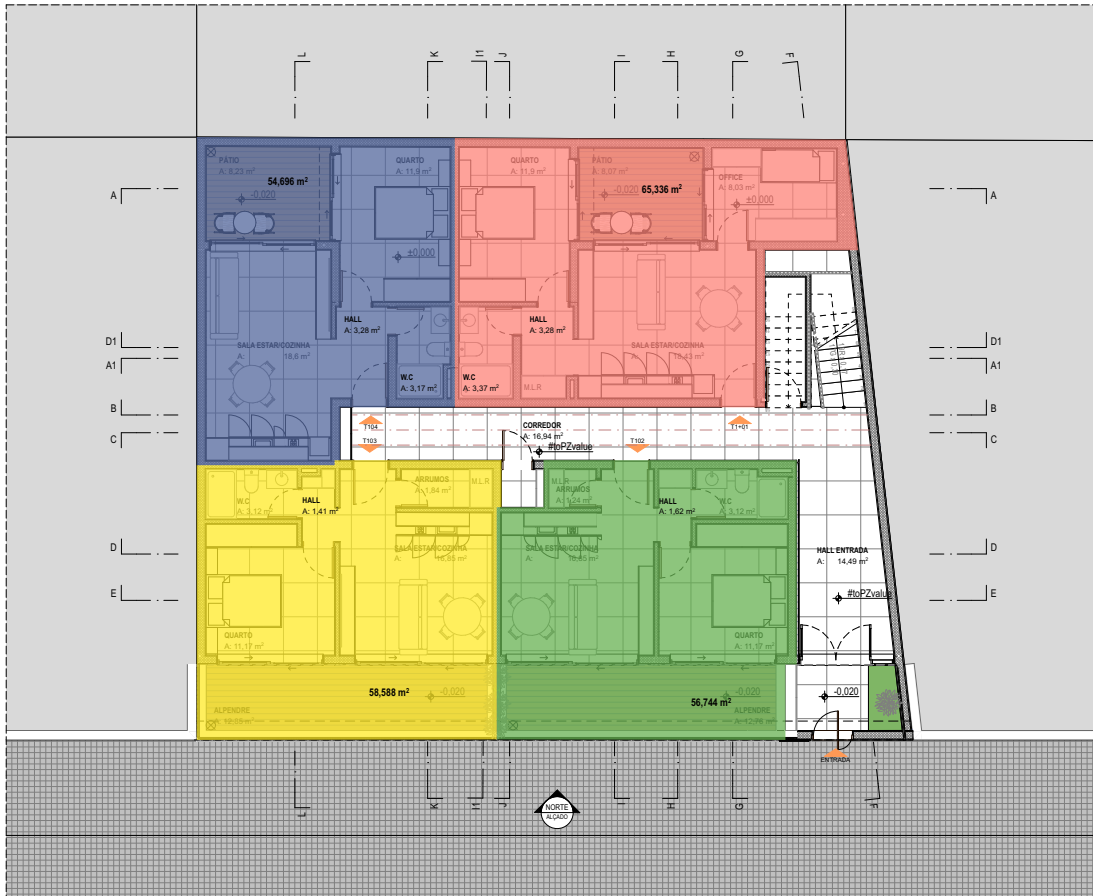 L
K
I1
J
I
H
G
F
A
A
PÁTIO
A: 8,23 m²
54,696 m²
-0,020
QUARTO
A: 11,9 m²
±0,000
QUARTO
A: 11,9 m²
PÁTIO
A: 8,07 m²
65,336 m²
-0,020
OFFICE
A: 8,03 m²
±0,000
D1
D1
A1
A1
HALL
A: 3,28 m²
SALA ESTAR/COZINHA
A: 18,6 m²
W.C
A: 3,17 m²
HALL
A: 3,28 m²
SALA ESTAR/COZINHA
W.C
A: 3,37 m²
M.L.R
B
B
C
C
T104
T103
CORREDOR
A: 16,94 m²
#toPZvalue
T102
T1+01
W.C
A: 3,12 m²
HALL
A: 1,41 m²
ARRUMOS
A: 1,84 m²
M.L.R
M.L.R
ARRUMOS
A: 1,24 m²
HALL
A: 1,62 m²
W.C
A: 3,12 m²
SALA ESTAR/COZINHA
A: 16,85 m²
SALA ESTAR/COZINHA
A: 16,85 m²
HALL ENTRADA
A: 14,49 m²
#toPZvalue
D
D
E
E
QUARTO
A: 11,17 m²
QUARTO
A: 11,17 m²
58,588 m²
-0,020
56,744 m²
-0,020
-0,020
ALPENDRE
ALPENDRE
ENTRADA
L
K
I1
J
I
H
G
F
NORTE
ALÇADO